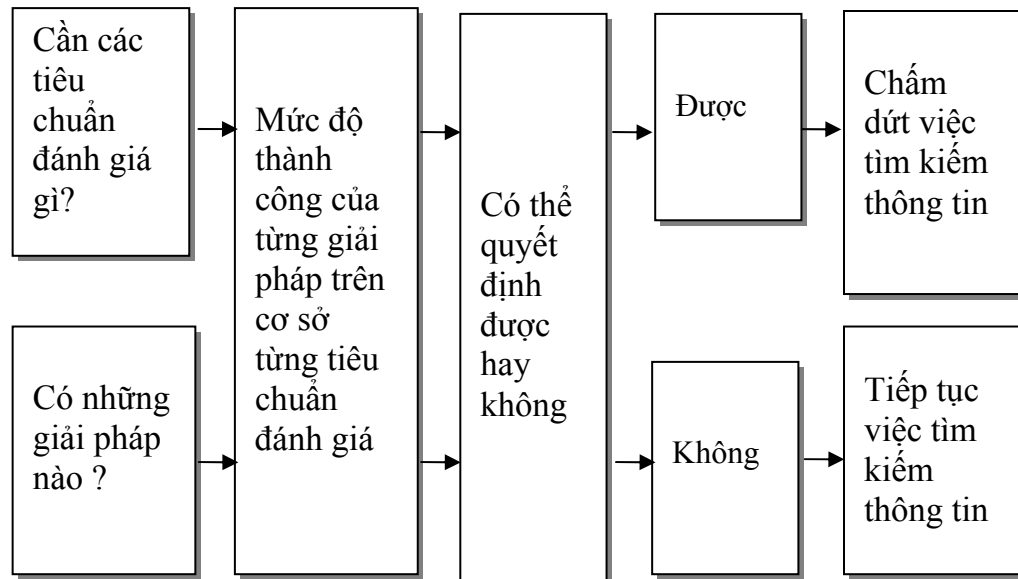 Cần các
tiêu
chuẩn
đánh giá
gì?
Có những
giải pháp
nào ?
Mức độ
thành
công của
từng giải
pháp trên
cơ sở
từng tiêu
chuẩn
đánh giá
Có thể
quyết
định
được
hay
không
Được
Không
Chấm
dứt việc
tìm kiếm
thông tin
Tiếp tục
việc tìm
kiếm
thông tin